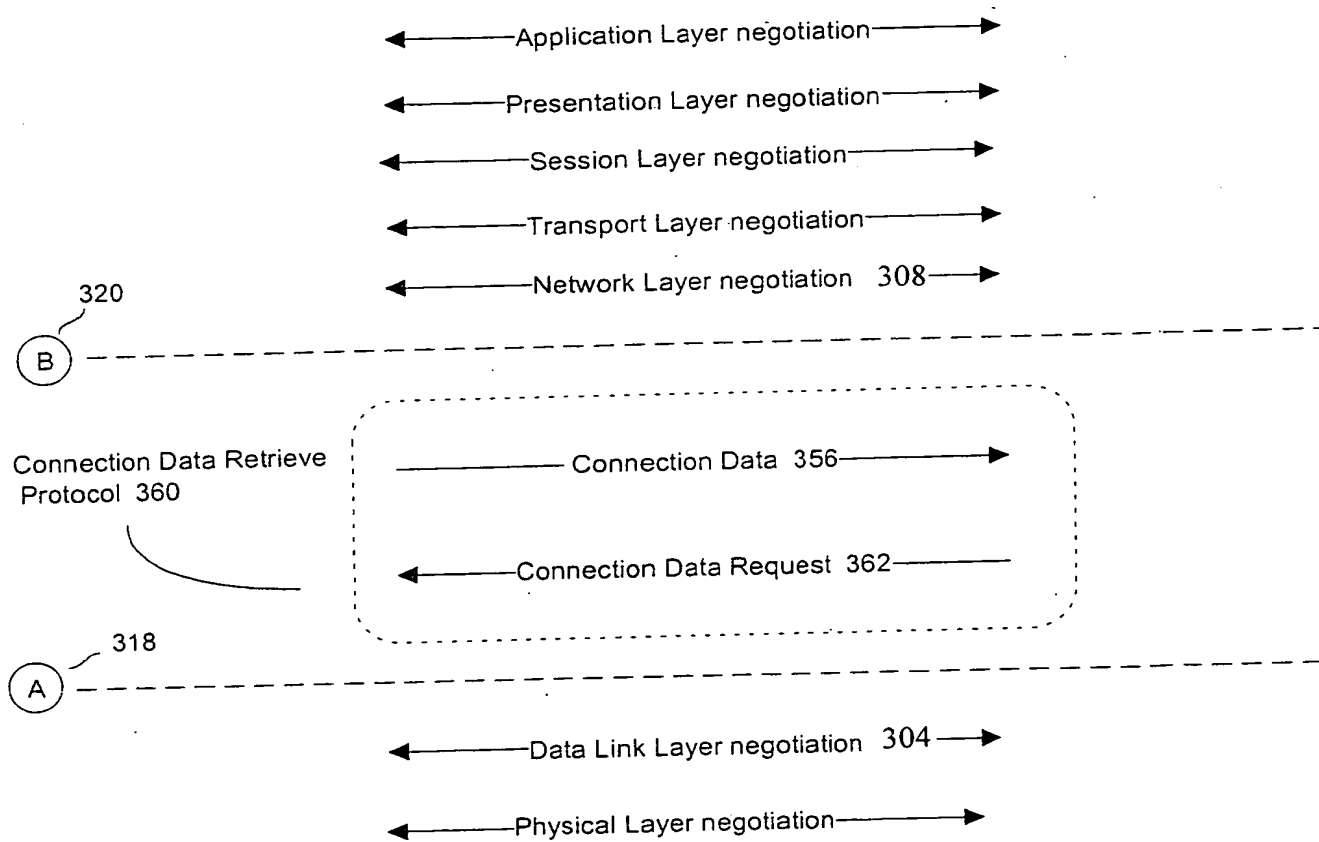 Application Layer negotiation
Presentation Layer negotiation
Session Layer negotiation
Transport Layer negotiation
Network Layer negotiation 308
320
B
Connection Data Retrieve
Protocol 360
Connection Data 356
Connection Data Request 362
318
A
Data Link Layer negotiation 304
Physical Layer negotiation